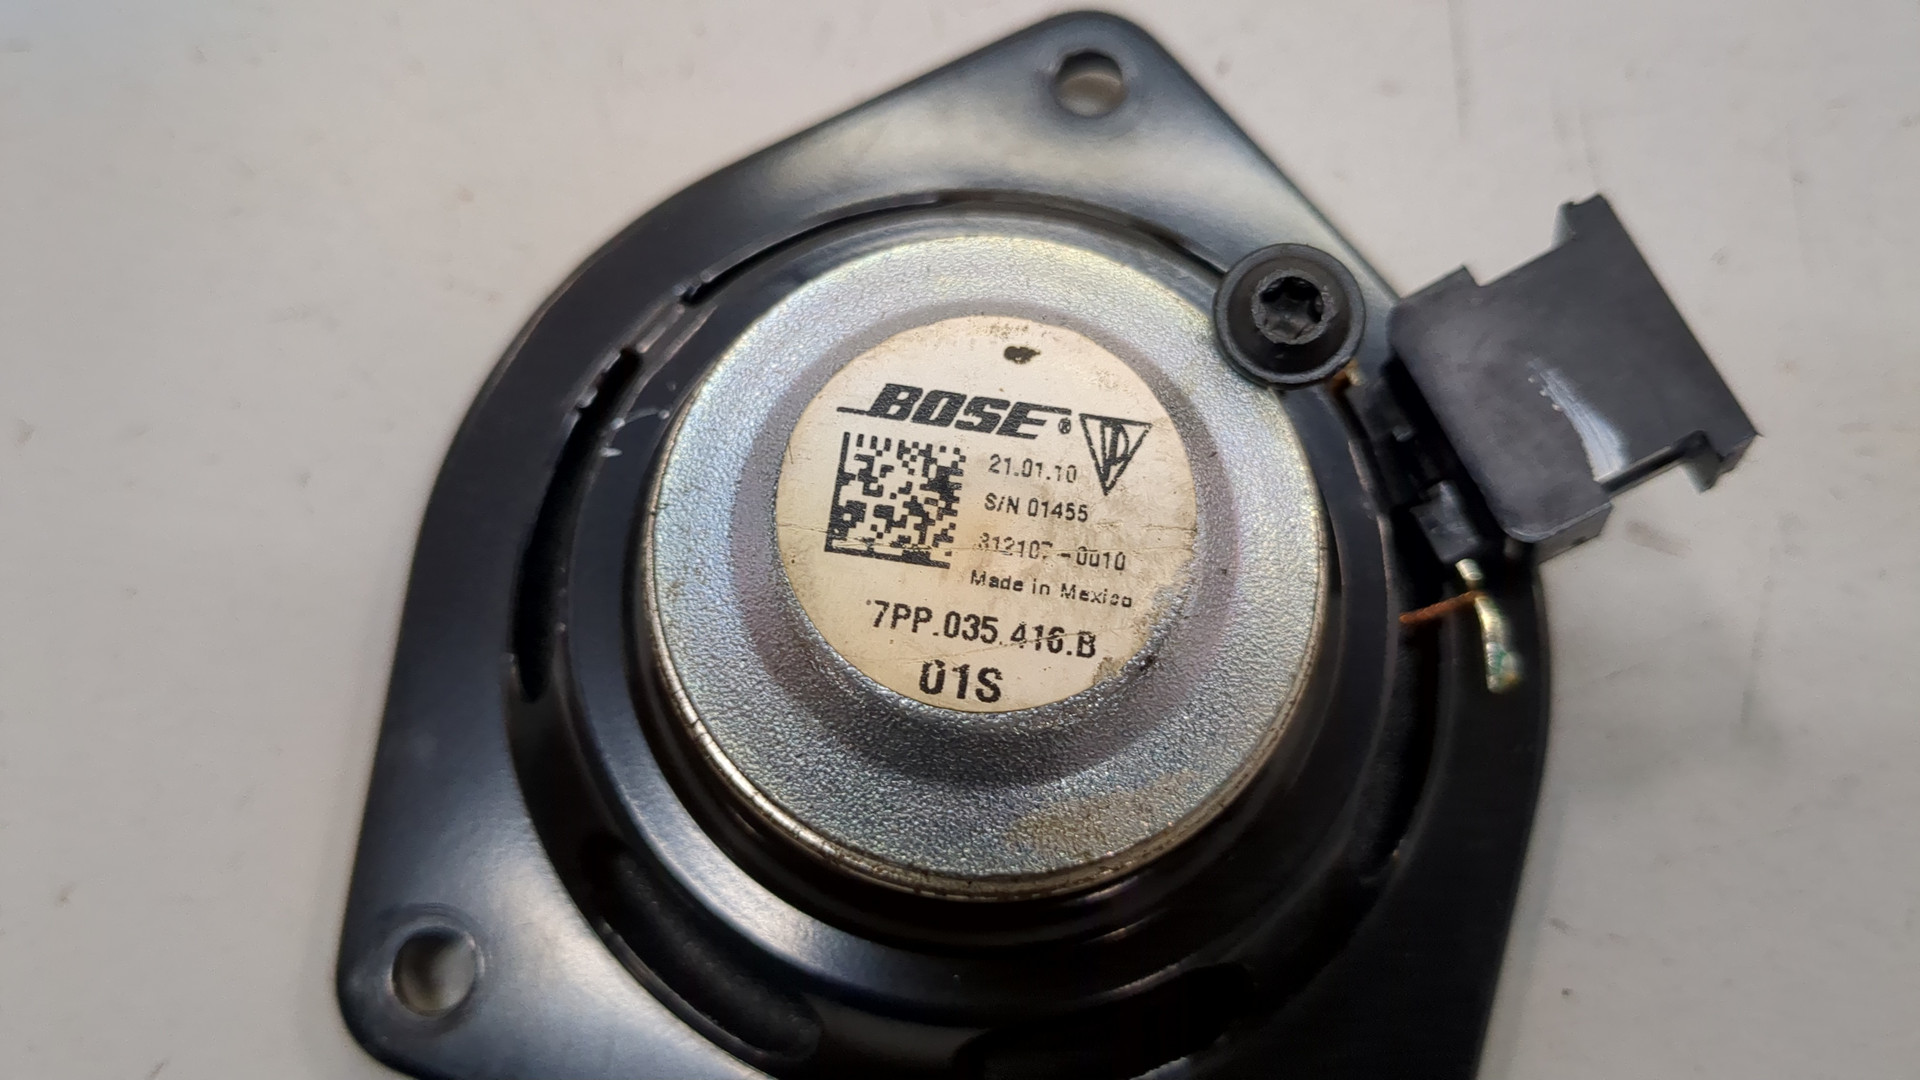 BOSE®
21.01.10
S/N 01455
312107-0010
Made in Mexico
7PP.035.416.B
01S